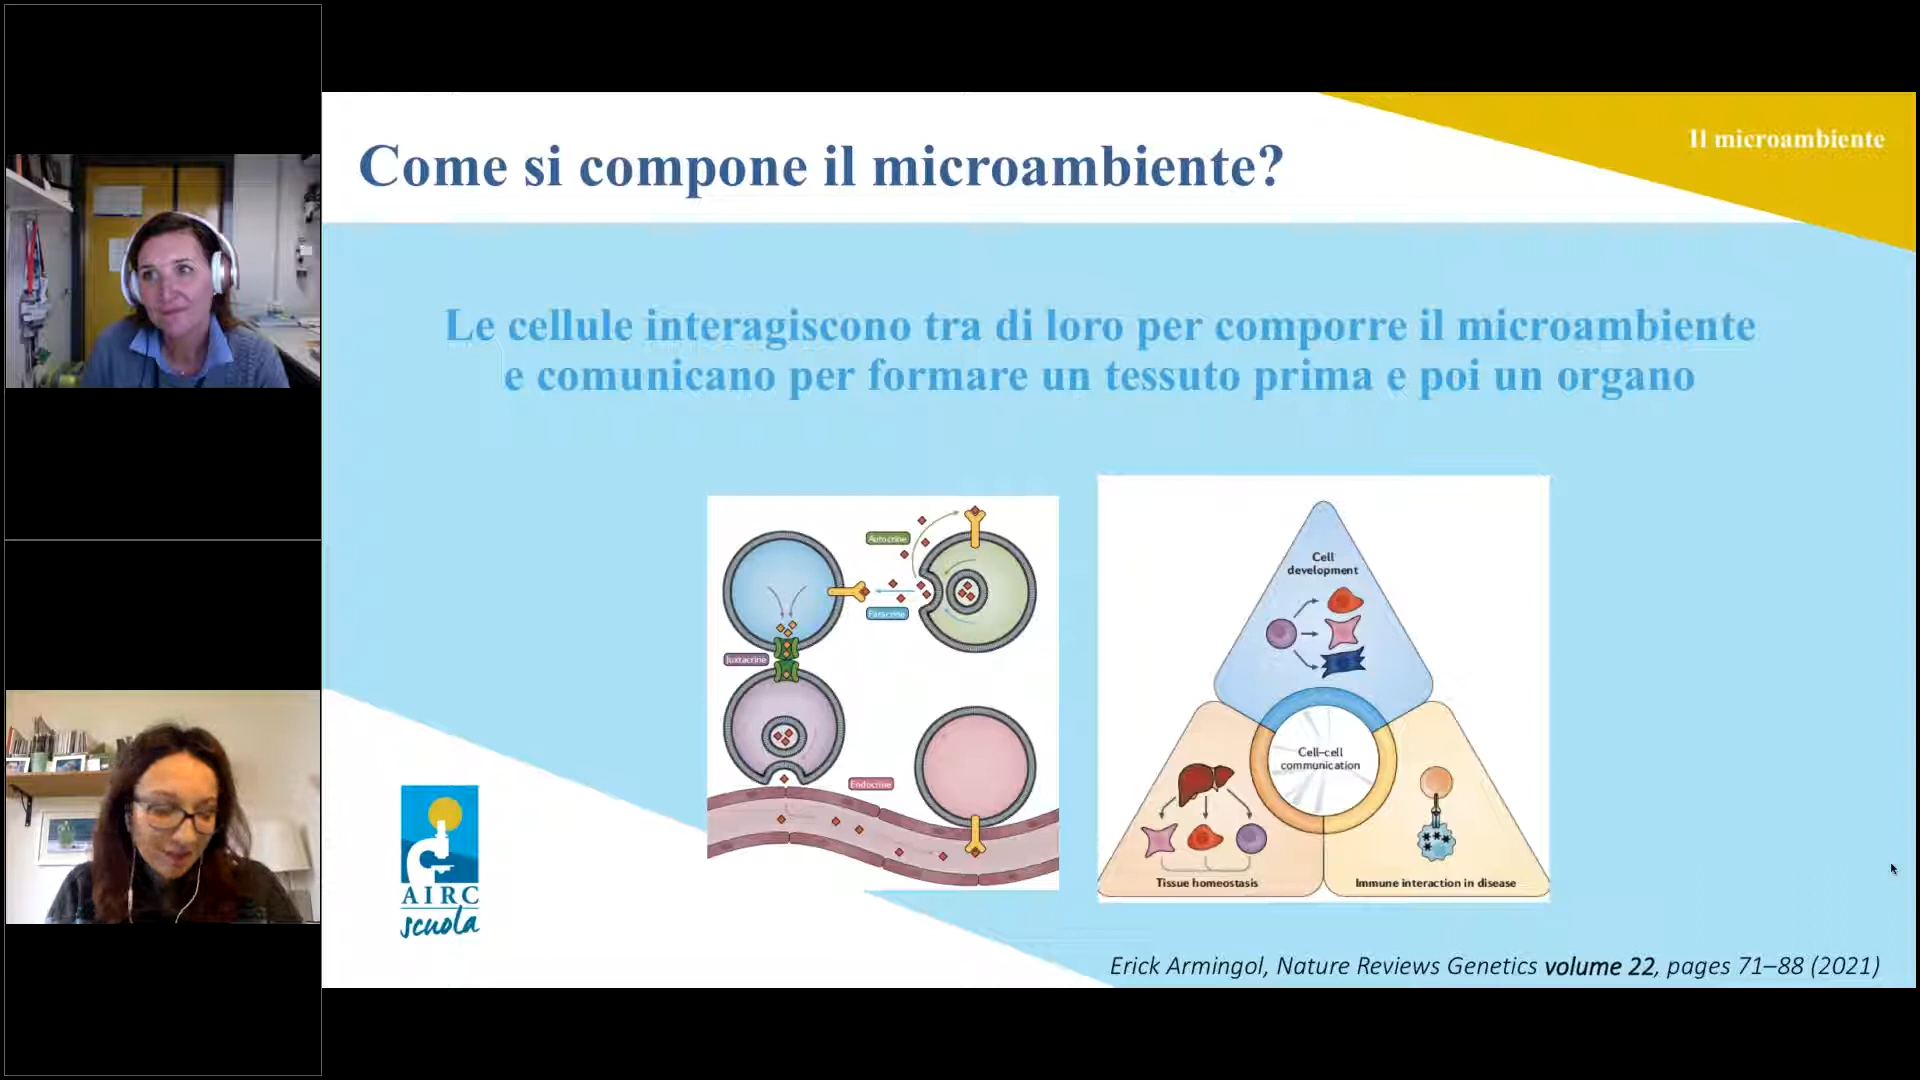 Il microambiente
Come si compone il microambiente?
Le cellule interagiscono tra di loro per comporre il microambiente
e comunicano per formare un tessuto prima e poi un organo
Autocrine
Paracrine
Juxtacrine
Endocrine
Cell
development
Cell–cell
communication
Tissue homeostasis
Immune interaction in disease
AIRC
scuola
Erick Armingol, Nature Reviews Genetics volume 22, pages 71–88 (2021)